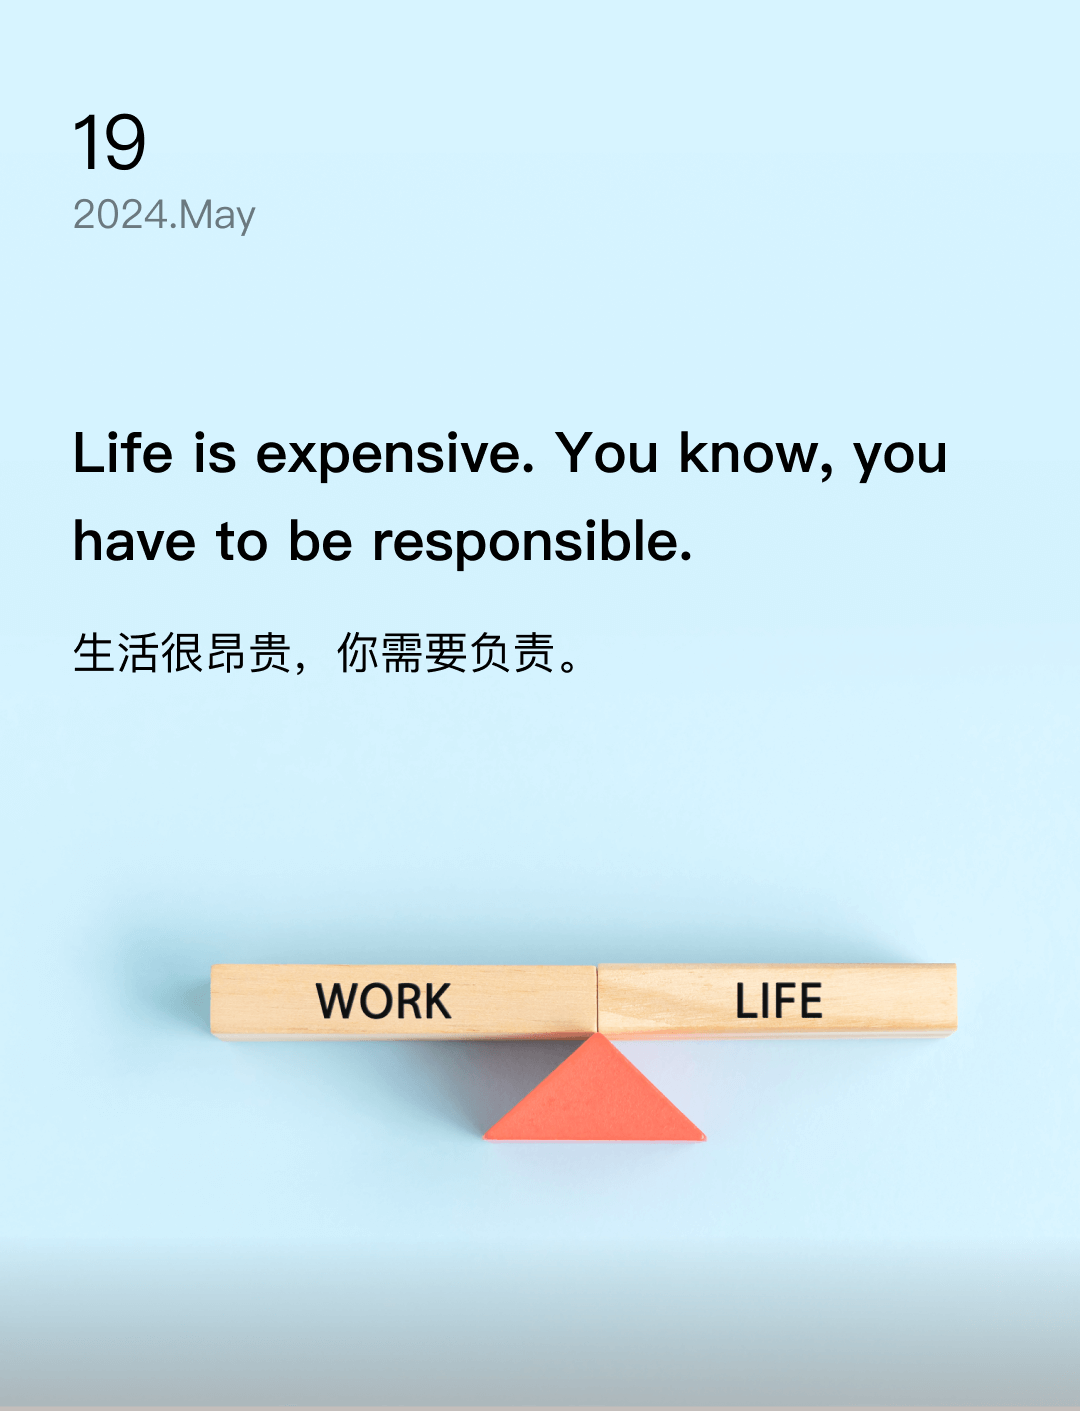 19
2024.May
Life is expensive. You know, you
have to be responsible.
生活很昂贵，你需要负责。
WORK
LIFE